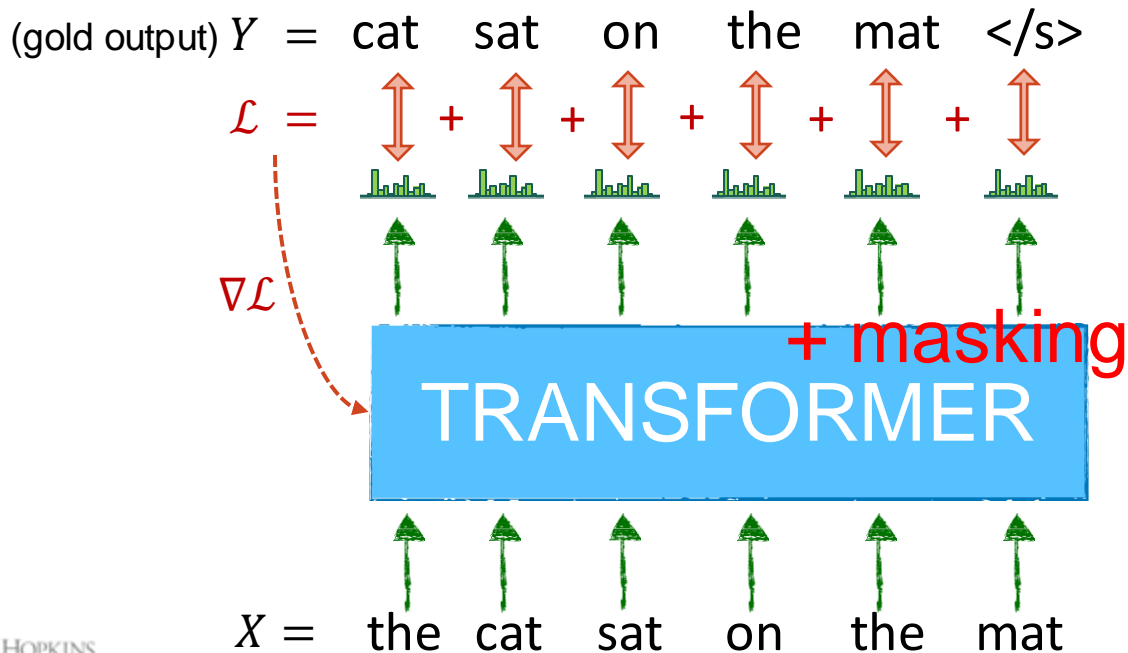 (gold output) Y = cat sat on the mat </s>
ℒ = + + + + +
∇ℒ
+ masking
TRANSFORMER
X = the cat sat on the mat
HOPKINS